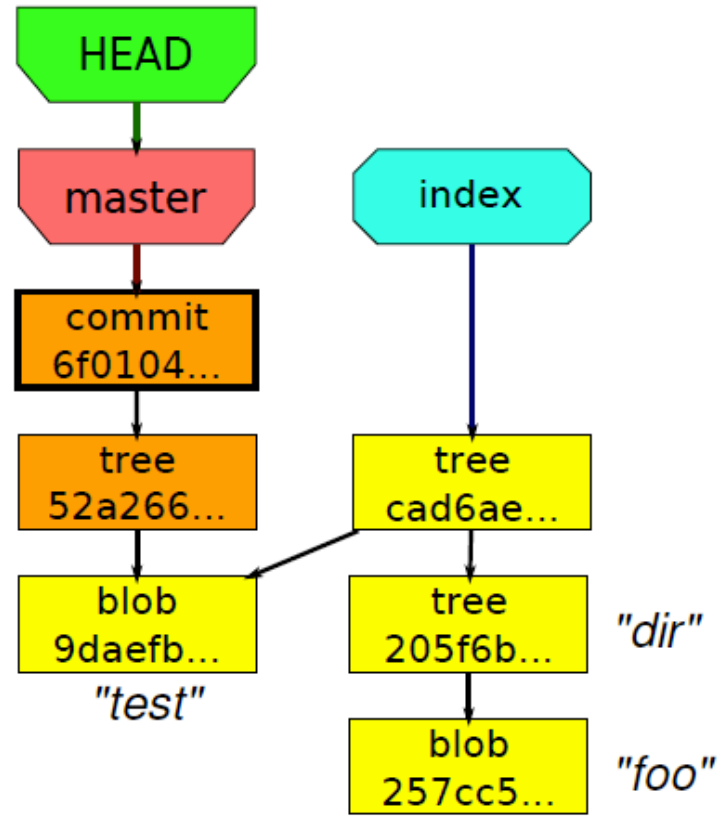 HEAD
master
index
commit
6f0104...
tree
52a266...
tree
cad6ae...
blob
9daefb...
"test"
tree
205f6b...
"dir"
blob
257cc5...
"foo"